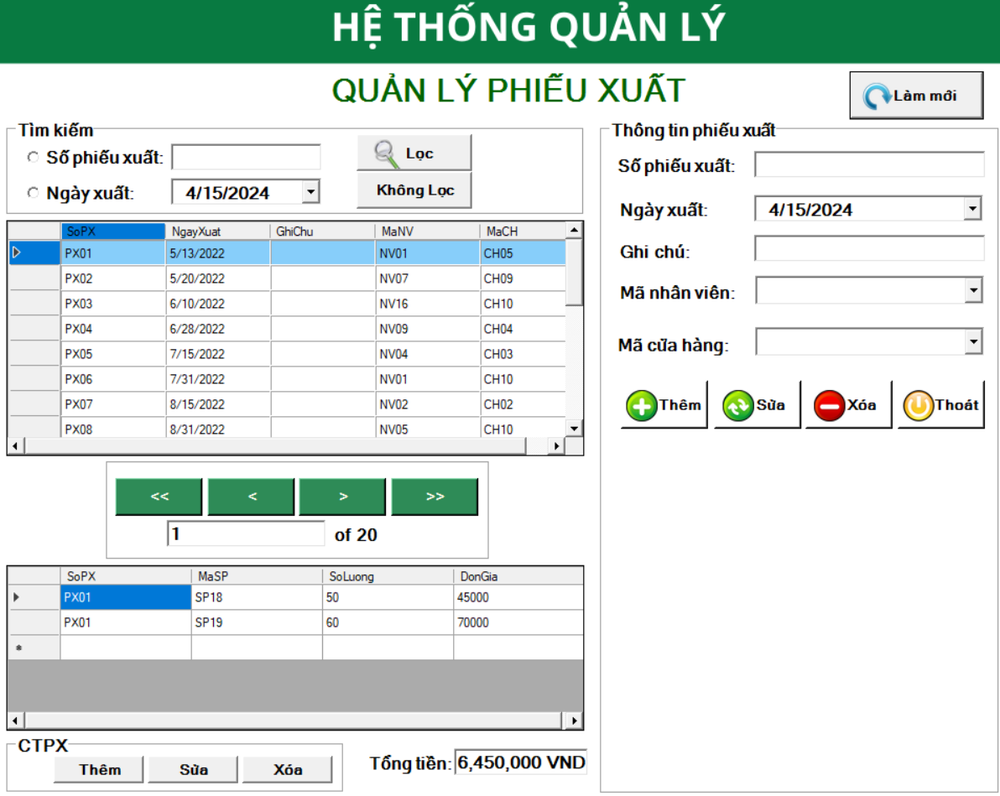 HỆ THỐNG QUẢN LÝ
QUẢN LÝ PHIẾU XUẤT
Làm mới
Tìm kiếm
Số phiếu xuất:
Lọc
Ngày xuất: 4/15/2024
Không Lọc
SoPX NgayXuat GhiChu MaNV MaCH
PX01 5/13/2022 NV01 CH05
PX02 5/20/2022 NV07 CH09
PX03 6/10/2022 NV16 CH10
PX04 6/28/2022 NV09 CH04
PX05 7/15/2022 NV04 CH03
PX06 7/31/2022 NV01 CH10
PX07 8/15/2022 NV02 CH02
PX08 8/31/2022 NV05 CH10
<< < > >>
1 of 20
SoPX MaSP SoLuong DonGia
PX01 SP18 50 45000
PX01 SP19 60 70000
*
CTPX
Thêm Sửa Xóa
Tổng tiền: 6,450,000 VND
Thông tin phiếu xuất
Số phiếu xuất:
Ngày xuất: 4/15/2024
Ghi chú:
Mã nhân viên:
Mã cửa hàng:
Thêm Sửa Xóa Thoát